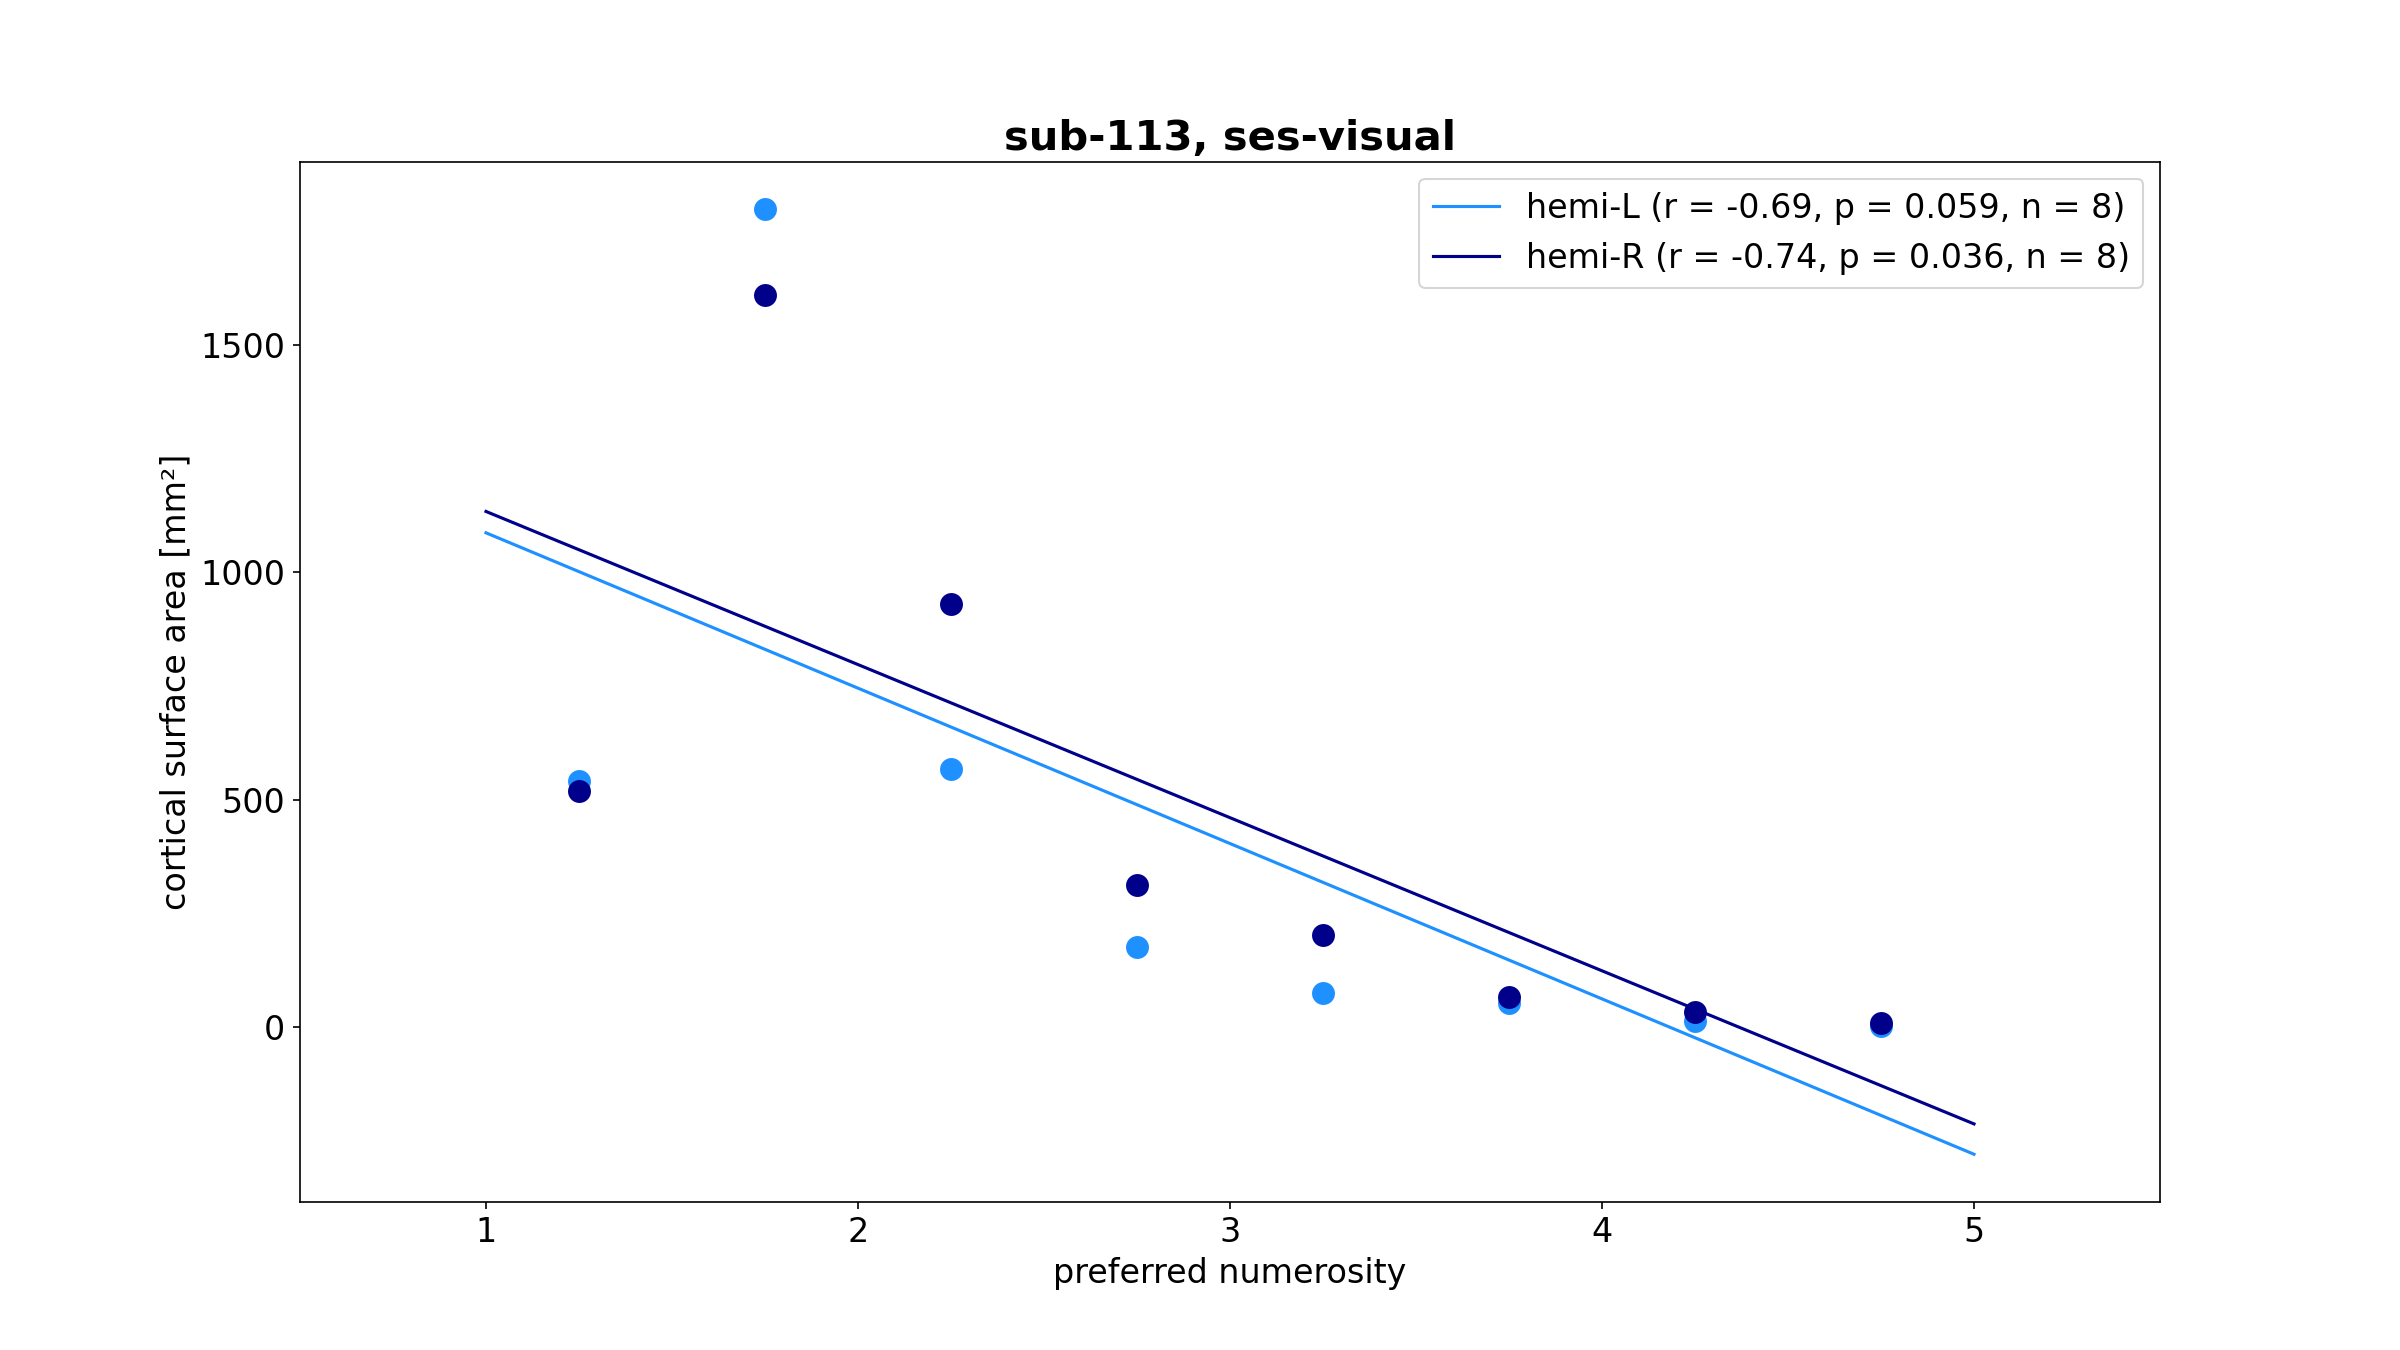 sub-113, ses-visual
hemi-L (r = -0.69, p = 0.059, n = 8)
hemi-R (r = -0.74, p = 0.036, n = 8)
cortical surface area [mm²]
1500
1000
500
0
1 2 3 4 5
preferred numerosity